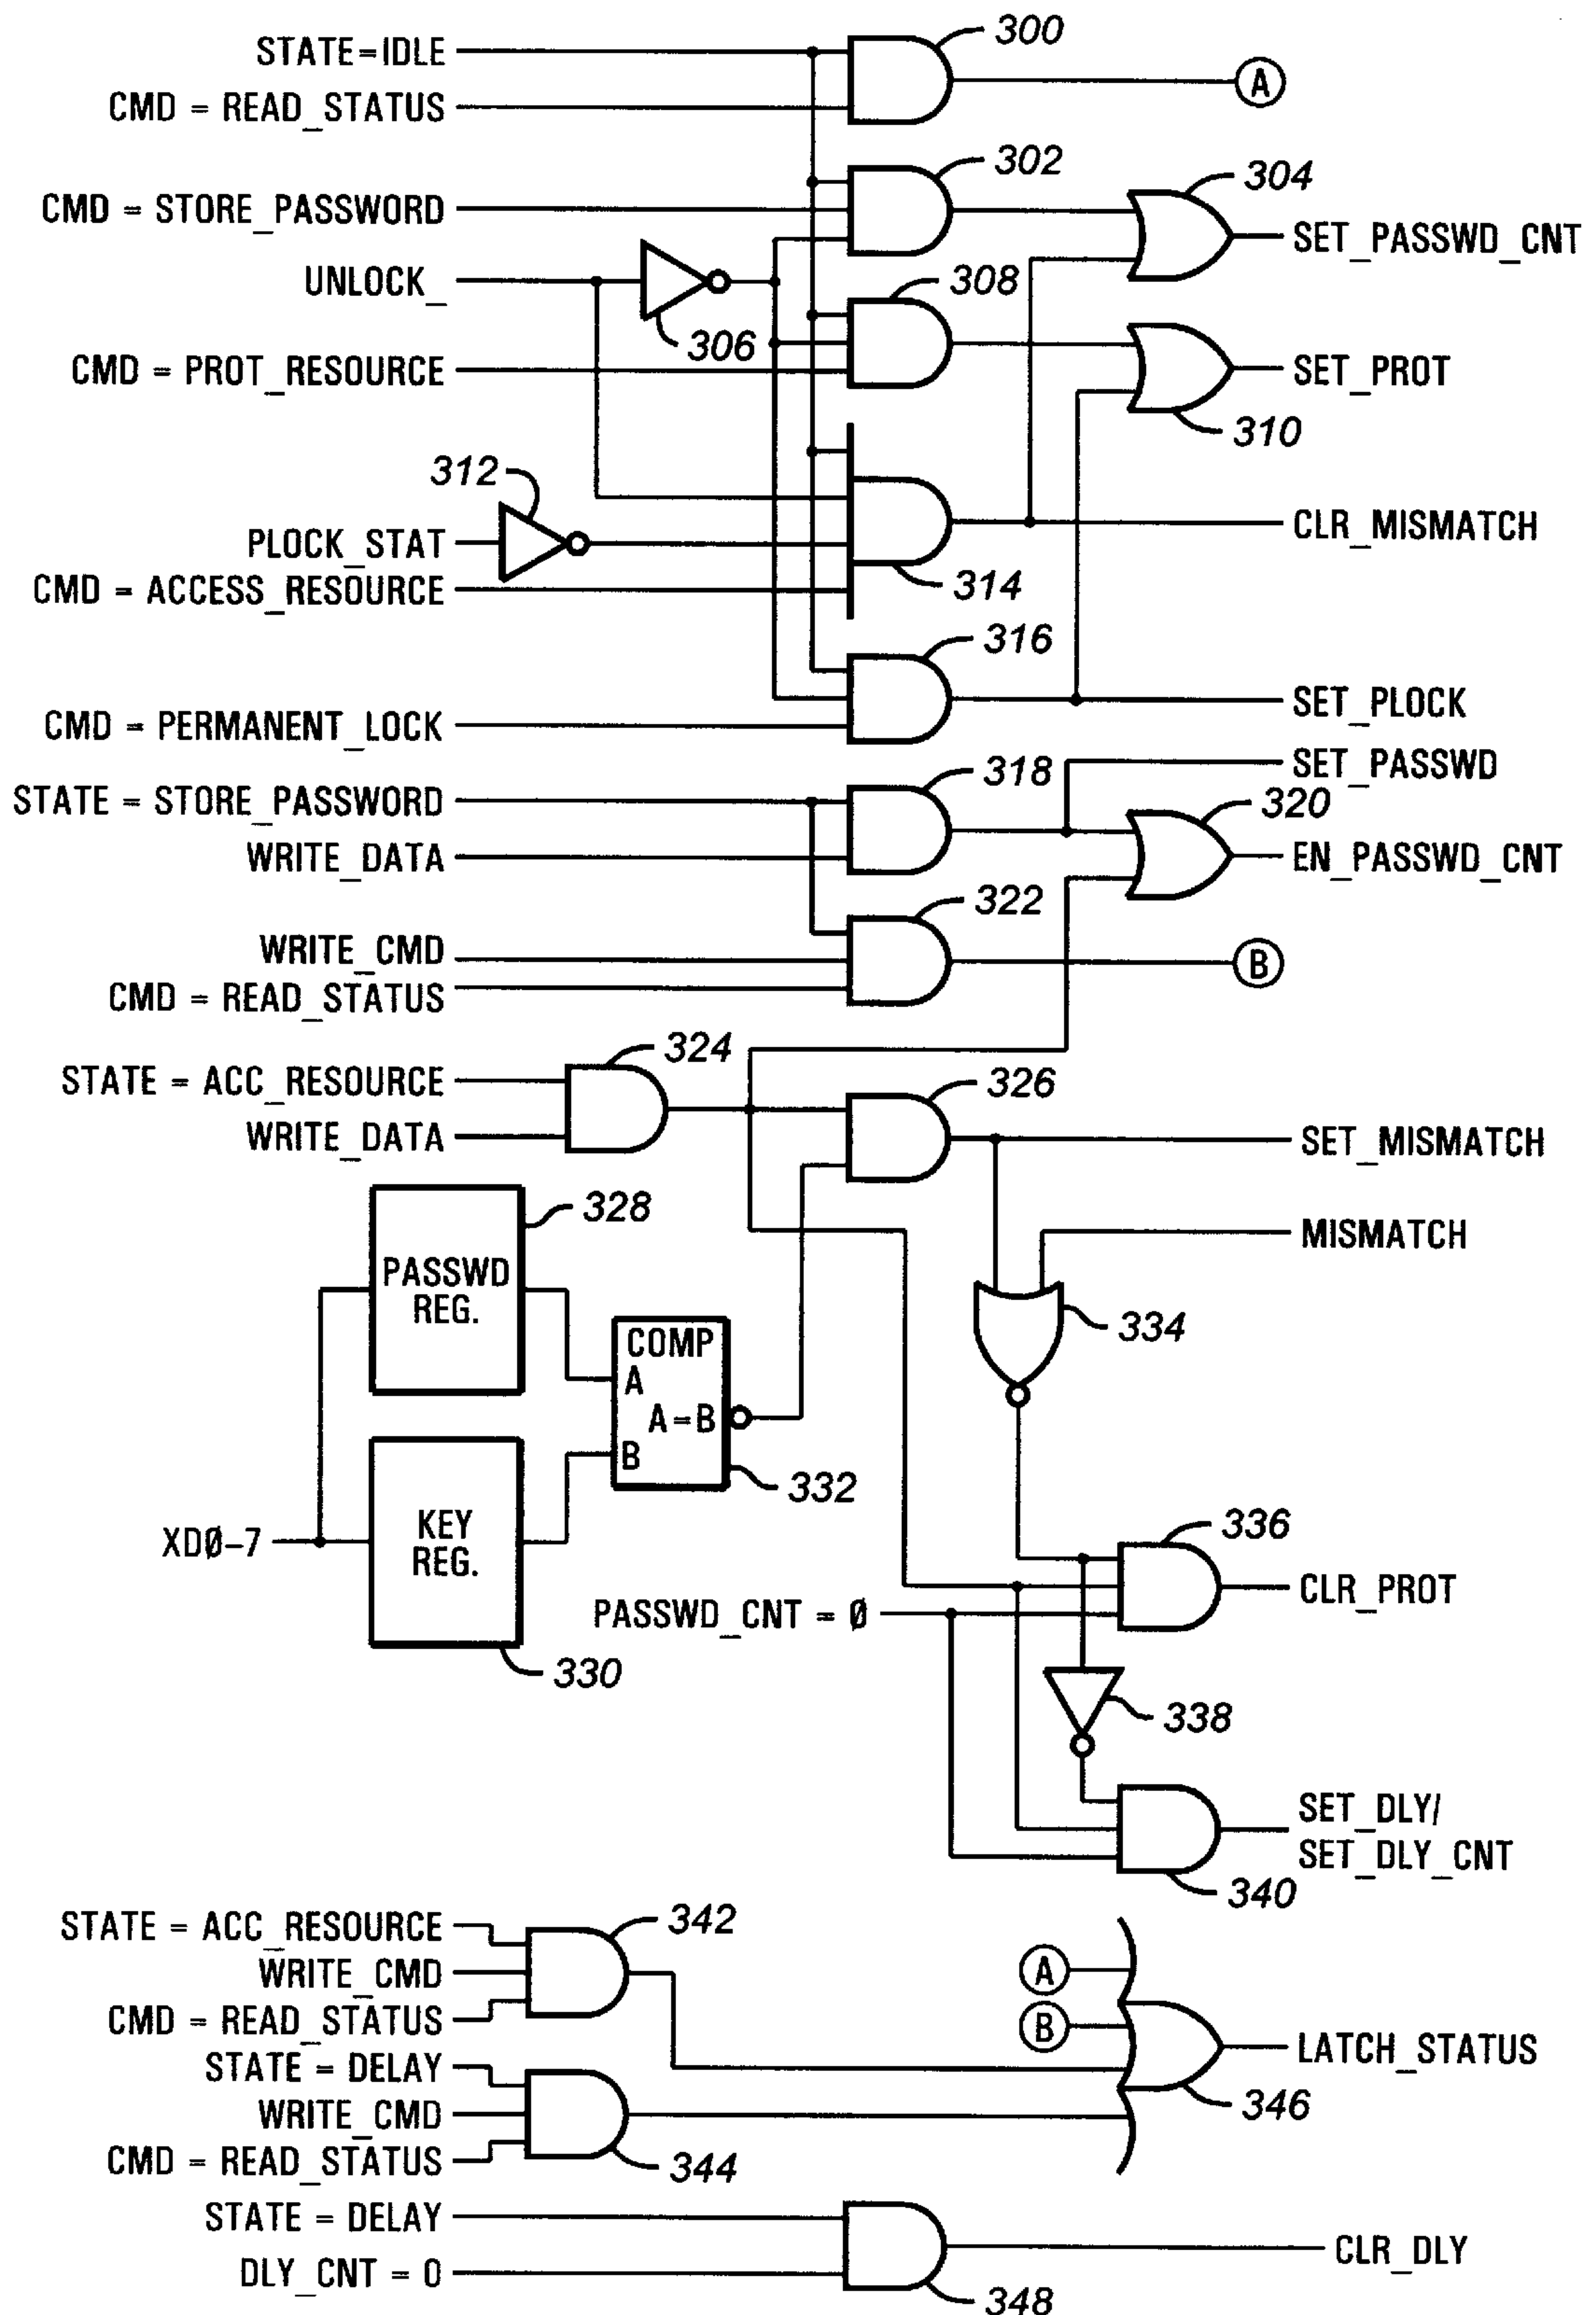 300
STATE=IDLE
A
CMD = READ_STATUS
302
304
CMD = STORE_PASSWORD
SET_PASSWD_CNT
UNLOCK_
308
306
CMD = PROT_RESOURCE
SET_PROT
310
312
PLOCK_STAT
CLR_MISMATCH
CMD = ACCESS_RESOURCE
314
316
SET_PLOCK
CMD = PERMANENT_LOCK
SET_PASSWD
318
STATE = STORE_PASSWORD
320
WRITE_DATA
EN_PASSWD_CNT
322
WRITE_CMD
B
CMD = READ_STATUS
324
STATE = ACC_RESOURCE
326
WRITE_DATA
SET_MISMATCH
328
MISMATCH
PASSWD
REG.
334
COMP
A
A=B
B
332
KEY
REG.
XDØ-7
336
CLR_PROT
PASSWD_CNT = Ø
330
338
SET_DLY/
SET_DLY_CNT
340
STATE = ACC_RESOURCE
342
WRITE_CMD
A
CMD = READ_STATUS
B
LATCH_STATUS
STATE = DELAY
346
WRITE_CMD
CMD = READ_STATUS
344
STATE = DELAY
CLR_DLY
DLY_CNT = 0
348